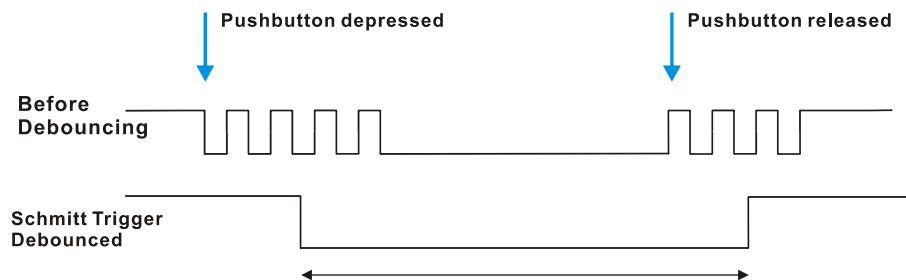 Pushbutton depressed
Pushbutton released
Before
Debouncing
Schmitt Trigger
Debounced